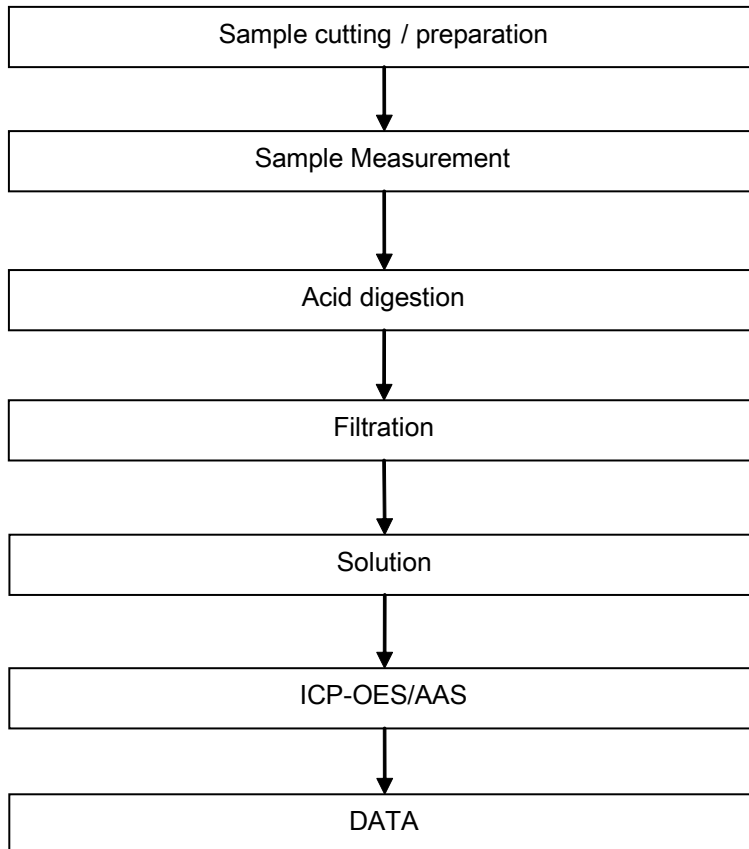 Sample cutting / preparation
Sample Measurement
Acid digestion
Filtration
Solution
ICP-OES/AAS
DATA